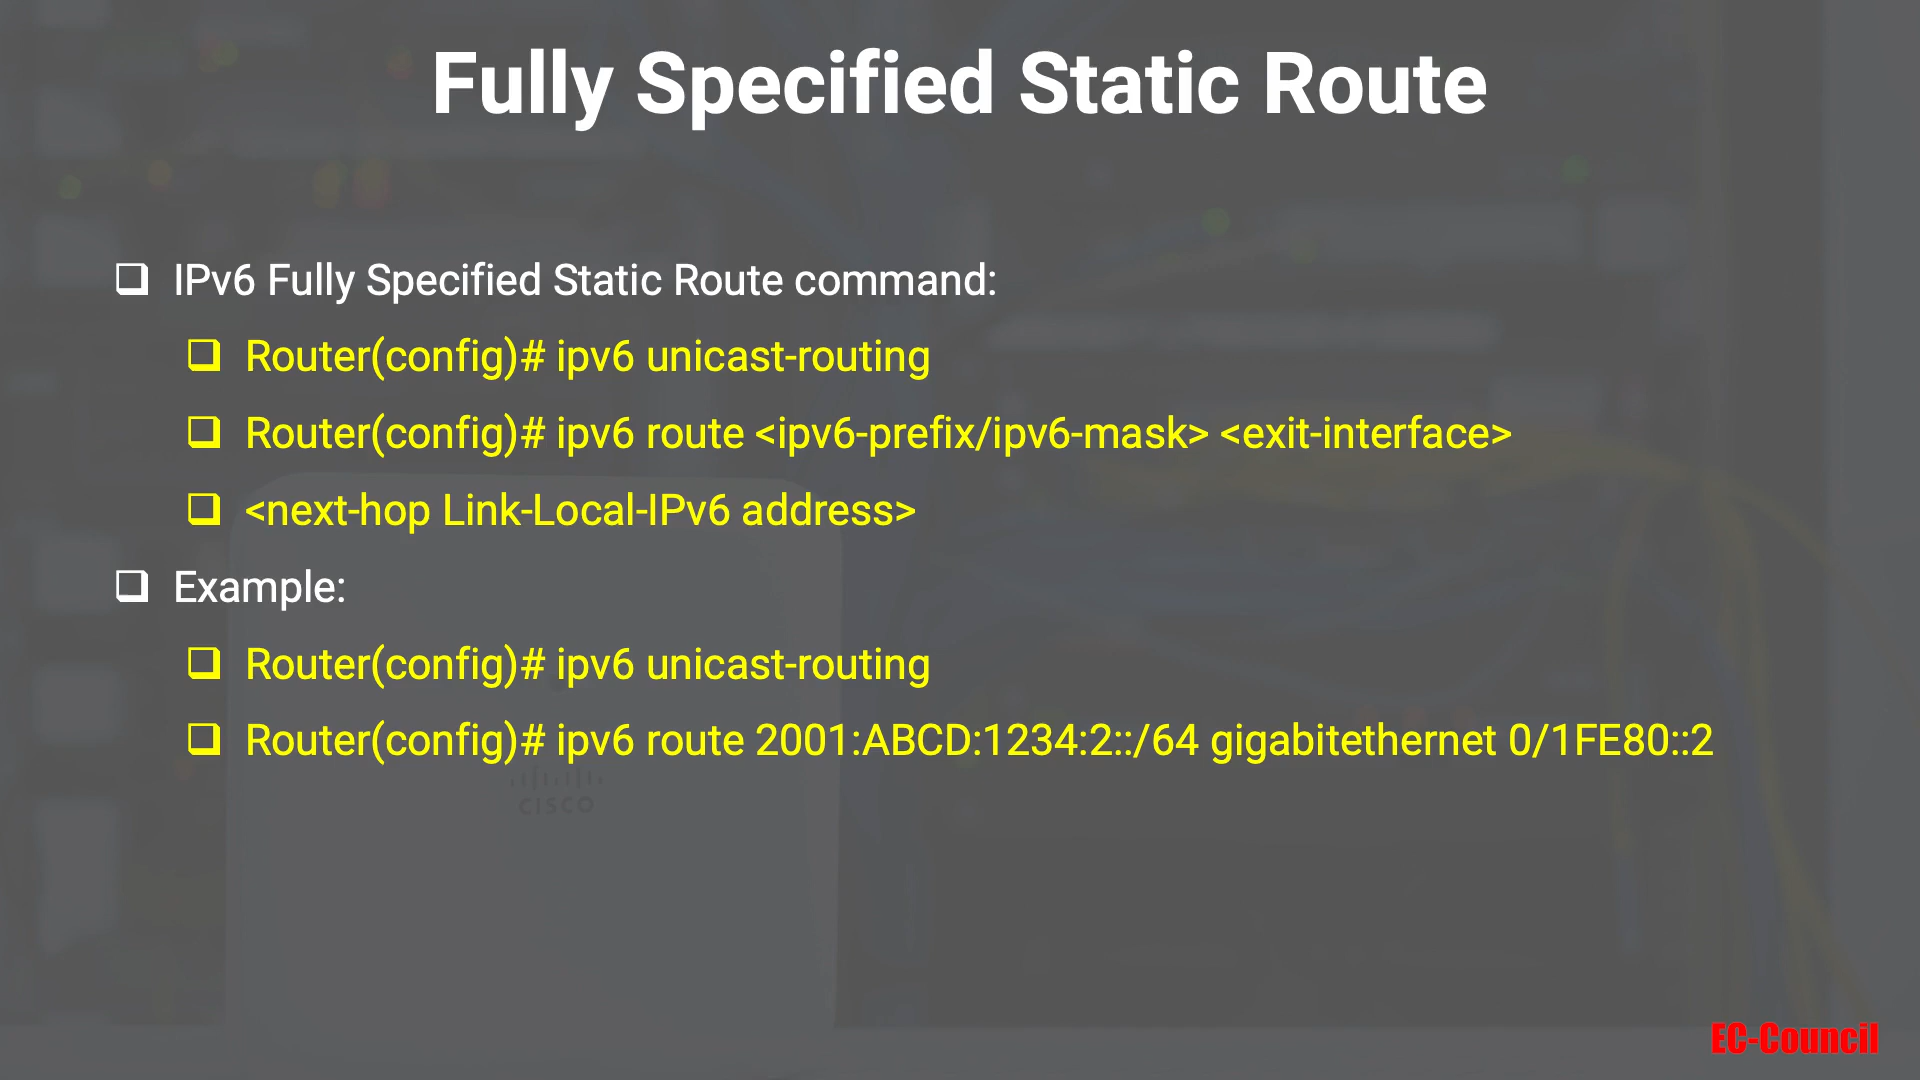 Fully Specified Static Route
IPv6 Fully Specified Static Route command:
Router(config)# ipv6 unicast-routing
Router(config)# ipv6 route <ipv6-prefix/ipv6-mask> <exit-interface>
<next-hop Link-Local-IPv6 address>
Example:
Router(config)# ipv6 unicast-routing
Router(config)# ipv6 route 2001:ABCD:1234:2::/64 gigabitethernet 0/1FE80::2
CISCO
EC-Council